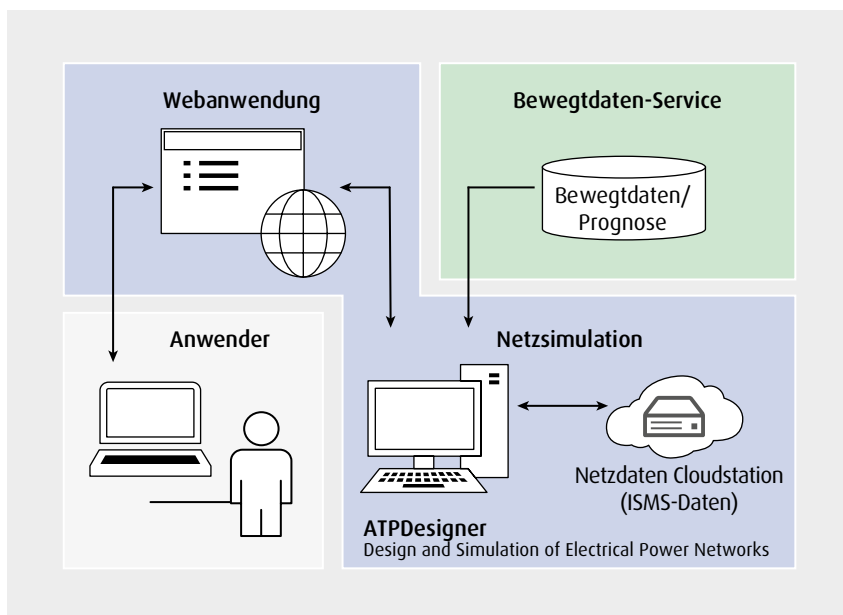 Webanwendung
Bewegtdaten-Service
Bewegtdaten/
Prognose
Anwender
Netzsimulation
Netzdaten Cloudstation
(ISMS-Daten)
ATPDesigner
Design and Simulation of Electrical Power Networks